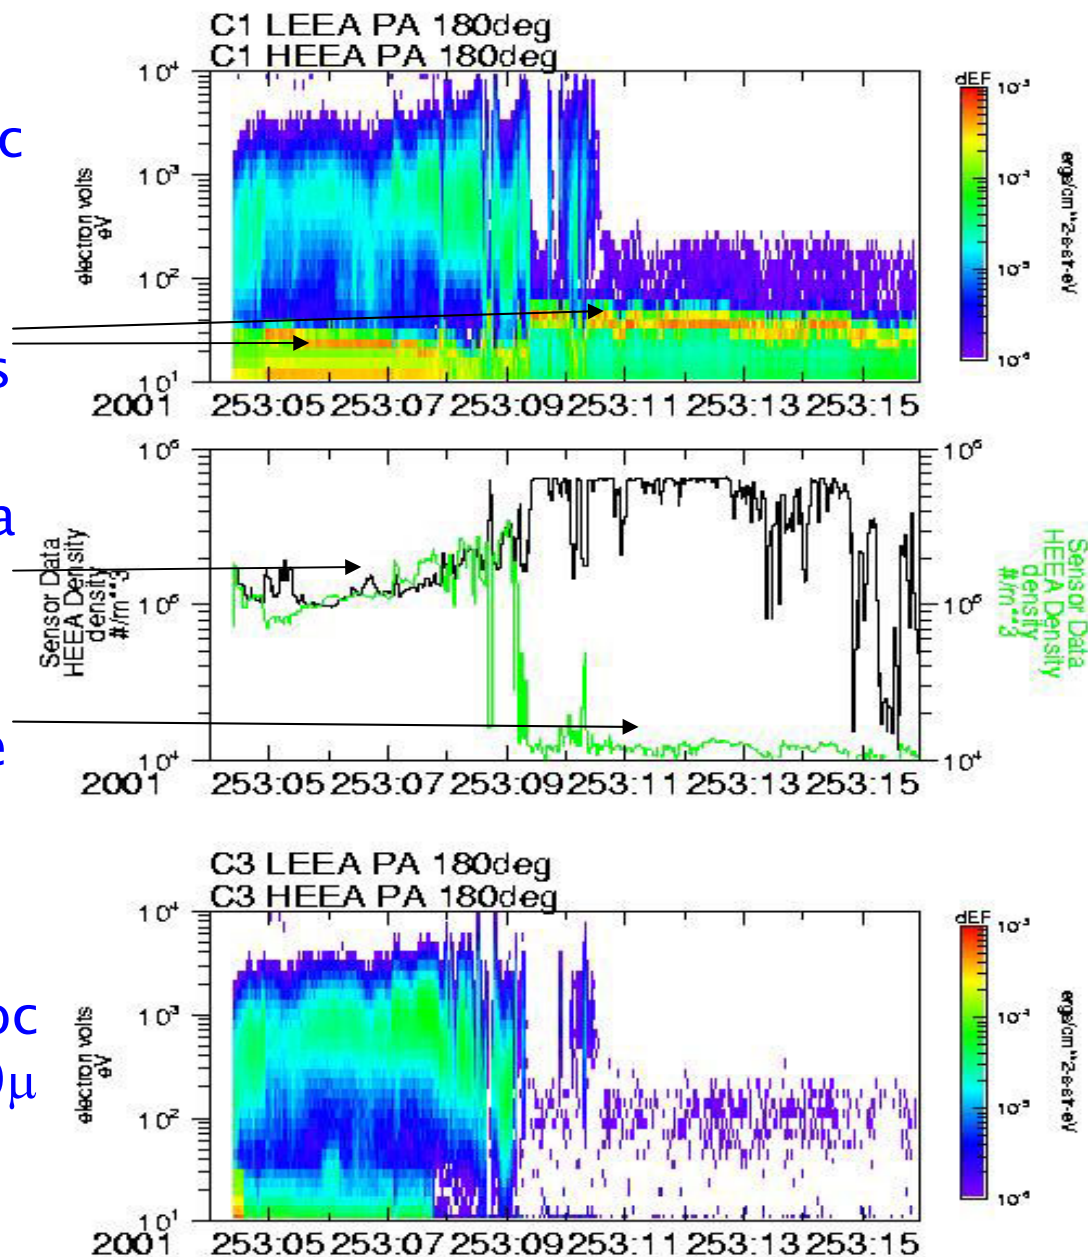 C1 LEEA PA 180deg
C1 HEEA PA 180deg
c
s
a
e
oc
)μ
electron volts
eV
10⁴
10³
10²
10¹
dEF
10⁻³
10⁻⁴
10⁻⁵
10⁻⁶
ergs/cm**2-s-str-eV
2001 253:05 253:07 253:09 253:11 253:13 253:15
Sensor Data
HEEA Density
density
#/m**3
10⁶
10⁵
10⁴
10⁶
10⁵
10⁴
Sensor Data
HEEA Density
density
#/m**3
2001 253:05 253:07 253:09 253:11 253:13 253:15
C3 LEEA PA 180deg
C3 HEEA PA 180deg
electron volts
eV
10⁴
10³
10²
10¹
dEF
10⁻³
10⁻⁴
10⁻⁵
10⁻⁶
ergs/cm**2-s-str-eV
2001 253:05 253:07 253:09 253:11 253:13 253:15